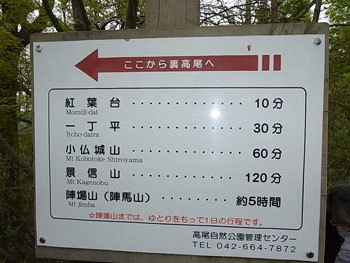 ここから裏高尾へ
紅葉台 ・・・・・・・・・・・・ 10分
Momiji-dai
一丁平 ・・・・・・・・・・・・ 30分
Itcho-daira
小仏城山 ・・・・・・・・・・ 60分
Mt Kobotoke Shiroyama
景信山 ・・・・・・・・・・・ 120分
Mt Kagenobu
陣場山（陣馬山） ・・・・ 約5時間
Mt Jimba
☆陣場山までは、ゆとりをもって1日の行程です。
高尾自然公園管理センター
TEL 042-664-7872